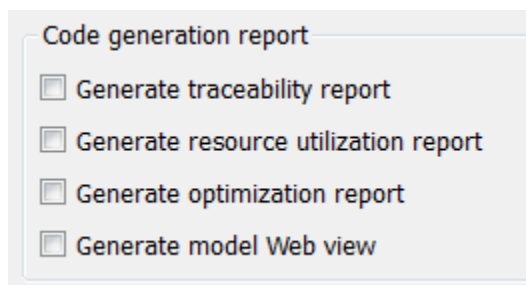 Code generation report
Generate traceability report
Generate resource utilization report
Generate optimization report
Generate model Web view